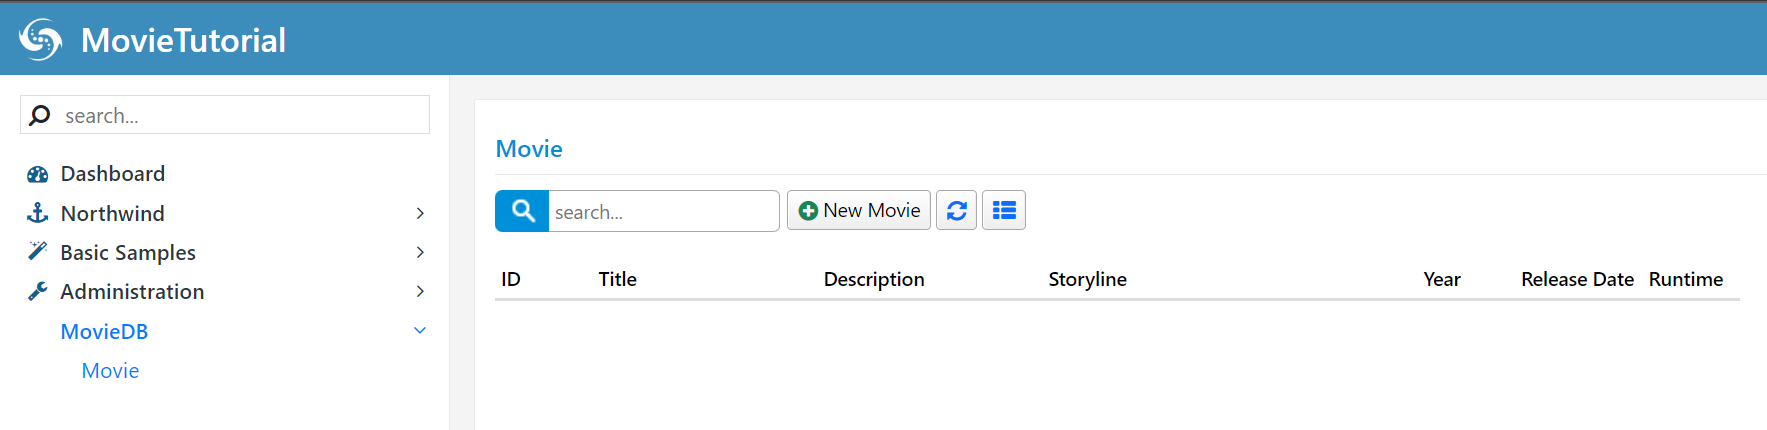 MovieTutorial
search...
Dashboard
Northwind
Basic Samples
Administration
MovieDB
Movie
Movie
search...
New Movie
ID Title Description Storyline Year Release Date Runtime